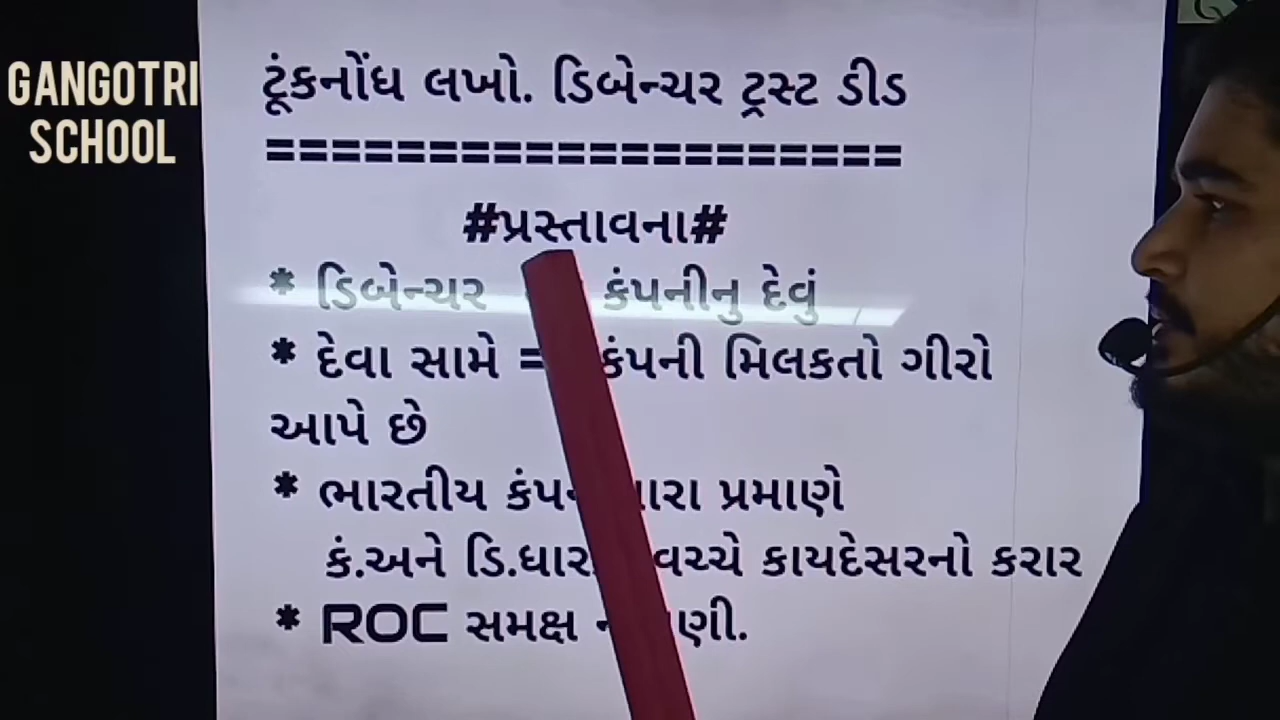 GANGOTRI
SCHOOL
ટૂંકનોંધ લખો. ડિબેન્ચર ટ્રસ્ટ ડીડ
====================
#પ્રસ્તાવના#
* ડિબેન્ચર કંપનીનુ દેવું
* દેવા સામે = કંપની મિલકતો ગીરો
આપે છે
* ભારતીય પ્રમાણે
કં.અને વચ્ચે કાયદેસરનો કરાર
* ROC સમક્ષ